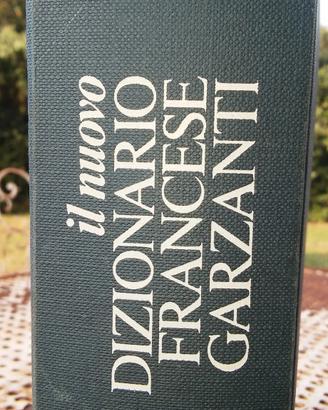 il nuovo
DIZIONARIO
FRANCESE
GARZANTI